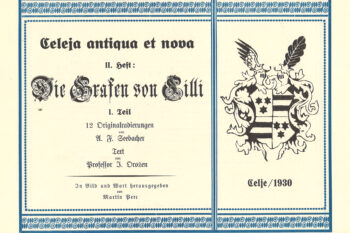 Celeja antiqua et nova
II. Heft:
Die Grafen von Cilli
I. Teil
12 Originalradierungen
von
A. F. Seebacher
Text
von
Professor J. Orožen
In Bild und Wort herausgegeben
von
Martin Perc
Celje/1930